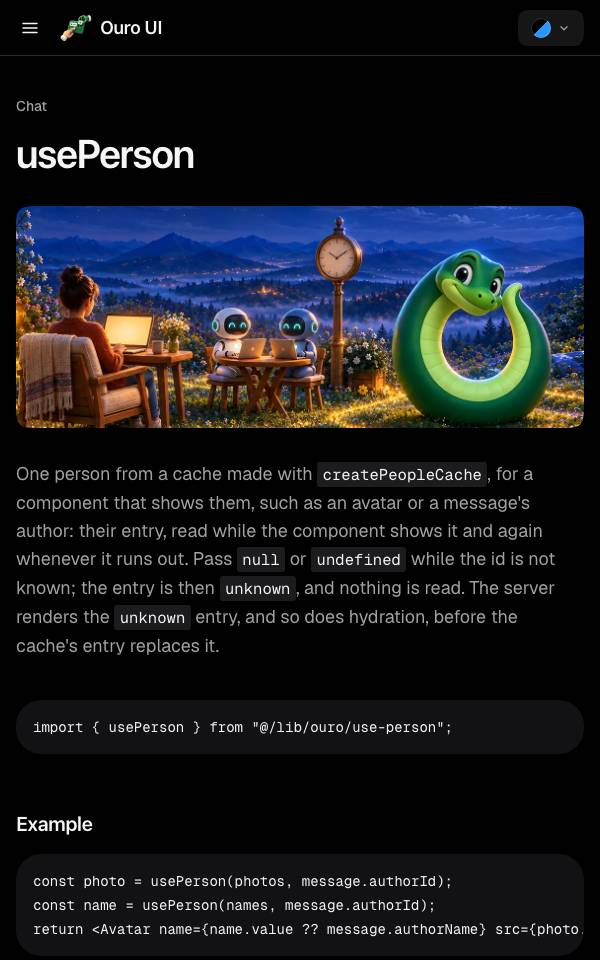 Ouro UI
Chat
usePerson
One person from a cache made with createPeopleCache, for a
component that shows them, such as an avatar or a message's
author: their entry, read while the component shows it and again
whenever it runs out. Pass null or undefined while the id is not
known; the entry is then unknown, and nothing is read. The server
renders the unknown entry, and so does hydration, before the
cache's entry replaces it.
import { usePerson } from "@/lib/ouro/use-person";
Example
const photo = usePerson(photos, message.authorId);
const name = usePerson(names, message.authorId);
return <Avatar name={name.value ?? message.authorName} src={photo.